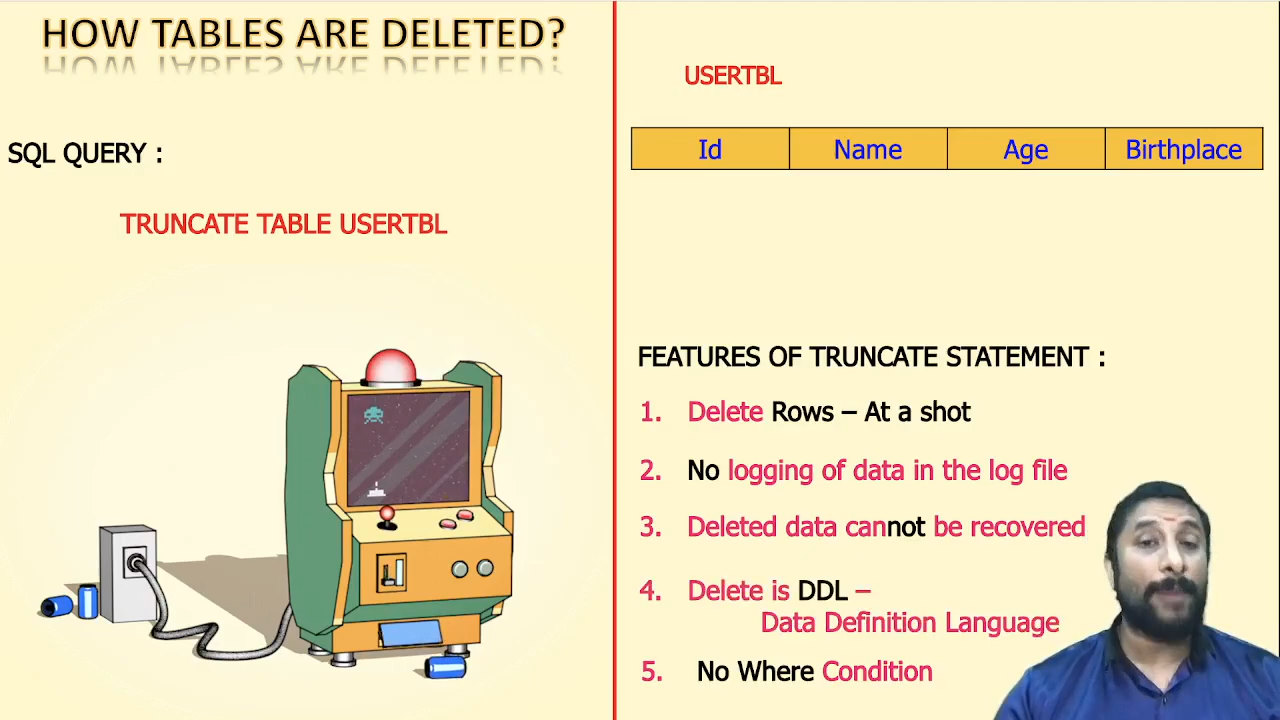 HOW TABLES ARE DELETED?
SQL QUERY :
TRUNCATE TABLE USERTBL
USERTBL
Id Name Age Birthplace
FEATURES OF TRUNCATE STATEMENT :
1. Delete Rows – At a shot
2. No logging of data in the log file
3. Deleted data cannot be recovered
4. Delete is DDL –
Data Definition Language
5. No Where Condition